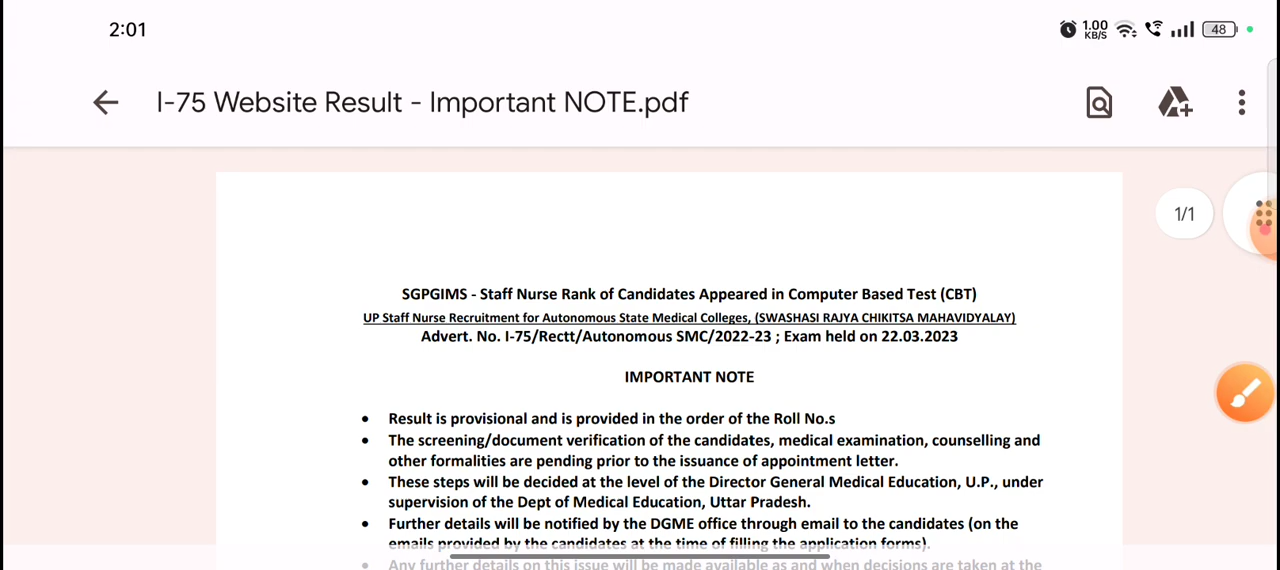 2:01
1.00
KB/S
48
I-75 Website Result - Important NOTE.pdf
1/1
SGPGIMS - Staff Nurse Rank of Candidates Appeared in Computer Based Test (CBT)
UP Staff Nurse Recruitment for Autonomous State Medical Colleges, (SWASHASI RAJYA CHIKITSA MAHAVIDYALAY)
Advert. No. I-75/Rectt/Autonomous SMC/2022-23 ; Exam held on 22.03.2023
IMPORTANT NOTE
• Result is provisional and is provided in the order of the Roll No.s
• The screening/document verification of the candidates, medical examination, counselling and
other formalities are pending prior to the issuance of appointment letter.
• These steps will be decided at the level of the Director General Medical Education, U.P., under
supervision of the Dept of Medical Education, Uttar Pradesh.
• Further details will be notified by the DGME office through email to the candidates (on the
emails provided by the candidates at the time of filling the application forms).
• Any further details on this issue will be made available as and when decisions are taken at the